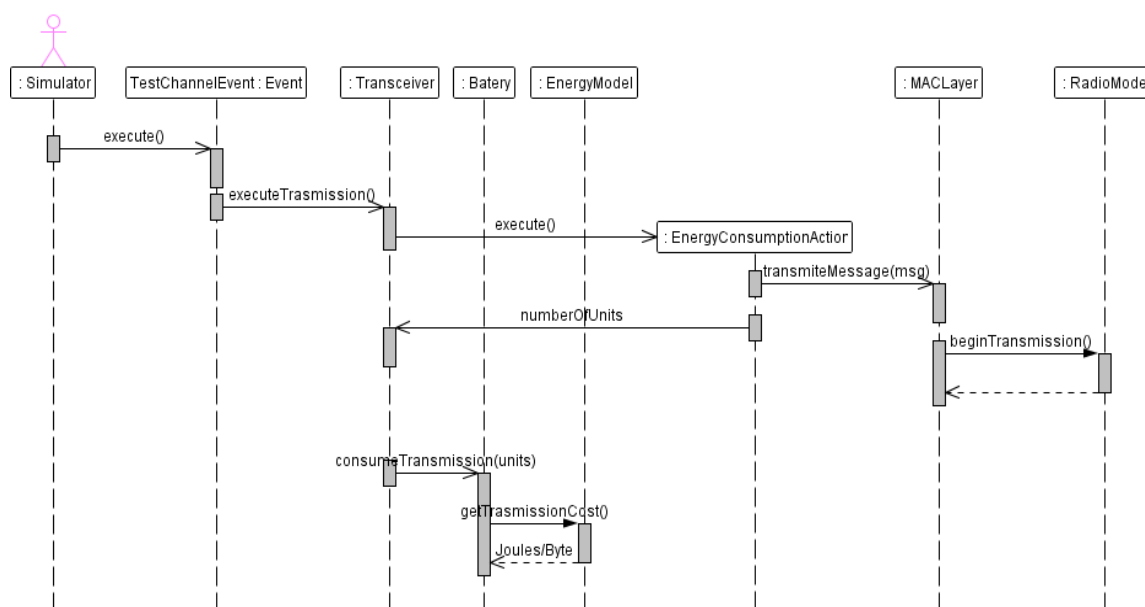 : Simulator
TestChannelEvent : Event
: Transceiver
: Batery
: EnergyModel
: MACLayer
: RadioModel
execute()
executeTrasmission()
execute()
: EnergyConsumptionAction
transmiteMessage(msg)
numberOfUnits
beginTransmission()
consumeTransmission(units)
getTrasmissionCost()
Joules/Byte